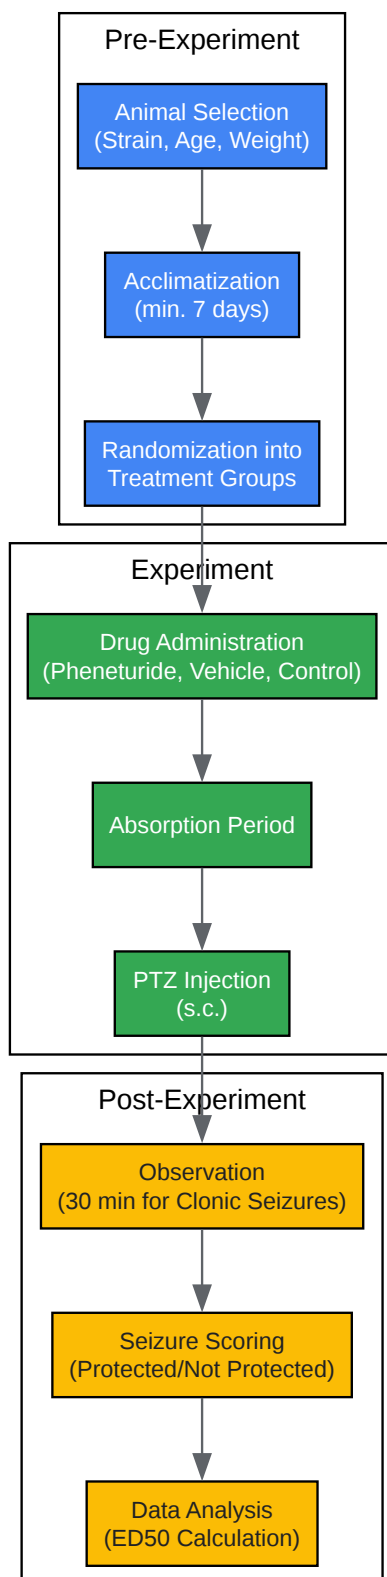 Pre-Experiment
Animal Selection
(Strain, Age, Weight)
Acclimatization
(min. 7 days)
Randomization into
Treatment Groups
Experiment
Drug Administration
(Pheneturide, Vehicle, Control)
Absorption Period
PTZ Injection
(s.c.)
Post-Experiment
Observation
(30 min for Clonic Seizures)
Seizure Scoring
(Protected/Not Protected)
Data Analysis
(ED50 Calculation)